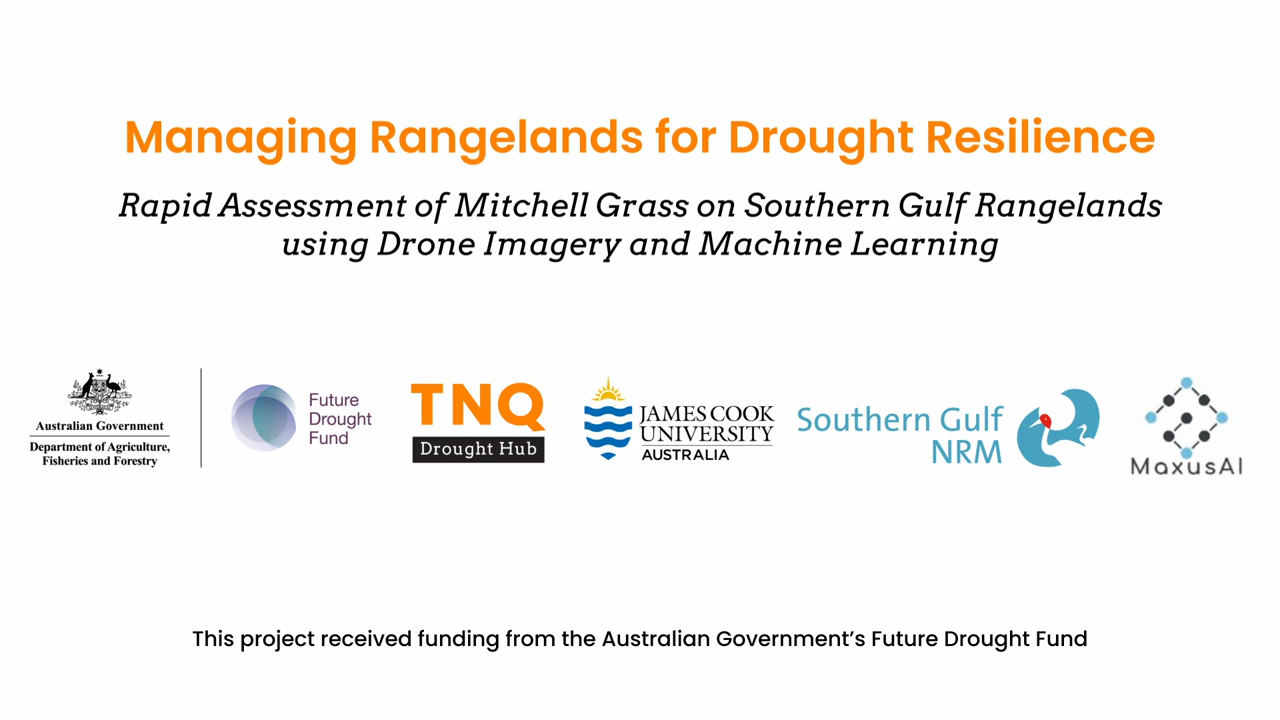 Managing Rangelands for Drought Resilience
Rapid Assessment of Mitchell Grass on Southern Gulf Rangelands
using Drone Imagery and Machine Learning
Australian Government
Department of Agriculture,
Fisheries and Forestry
Future
Drought
Fund
TNQ
Drought Hub
JAMES COOK
UNIVERSITY
AUSTRALIA
Southern Gulf
NRM
MaxusAI
This project received funding from the Australian Government’s Future Drought Fund